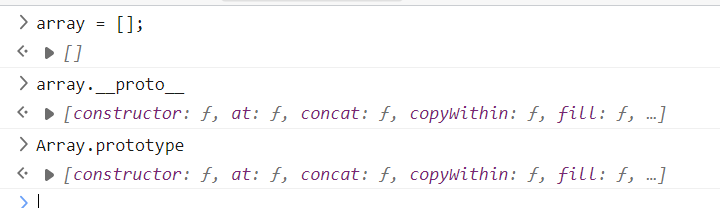 array = [];
[]
array.__proto__
[constructor: ƒ, at: ƒ, concat: ƒ, copyWithin: ƒ, fill: ƒ, …]
Array.prototype
[constructor: ƒ, at: ƒ, concat: ƒ, copyWithin: ƒ, fill: ƒ, …]